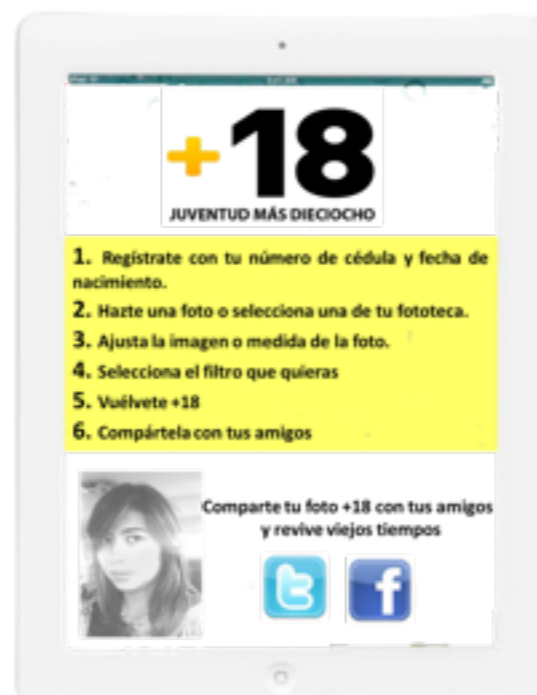 +18
JUVENTUD MÁS DIECIOCHO
1. Regístrate con tu número de cédula y fecha de
nacimiento.
2. Hazte una foto o selecciona una de tu fototeca.
3. Ajusta la imagen o medida de la foto.
4. Selecciona el filtro que quieras
5. Vuélvete +18
6. Compártela con tus amigos
Comparte tu foto +18 con tus amigos
y revive viejos tiempos
t f